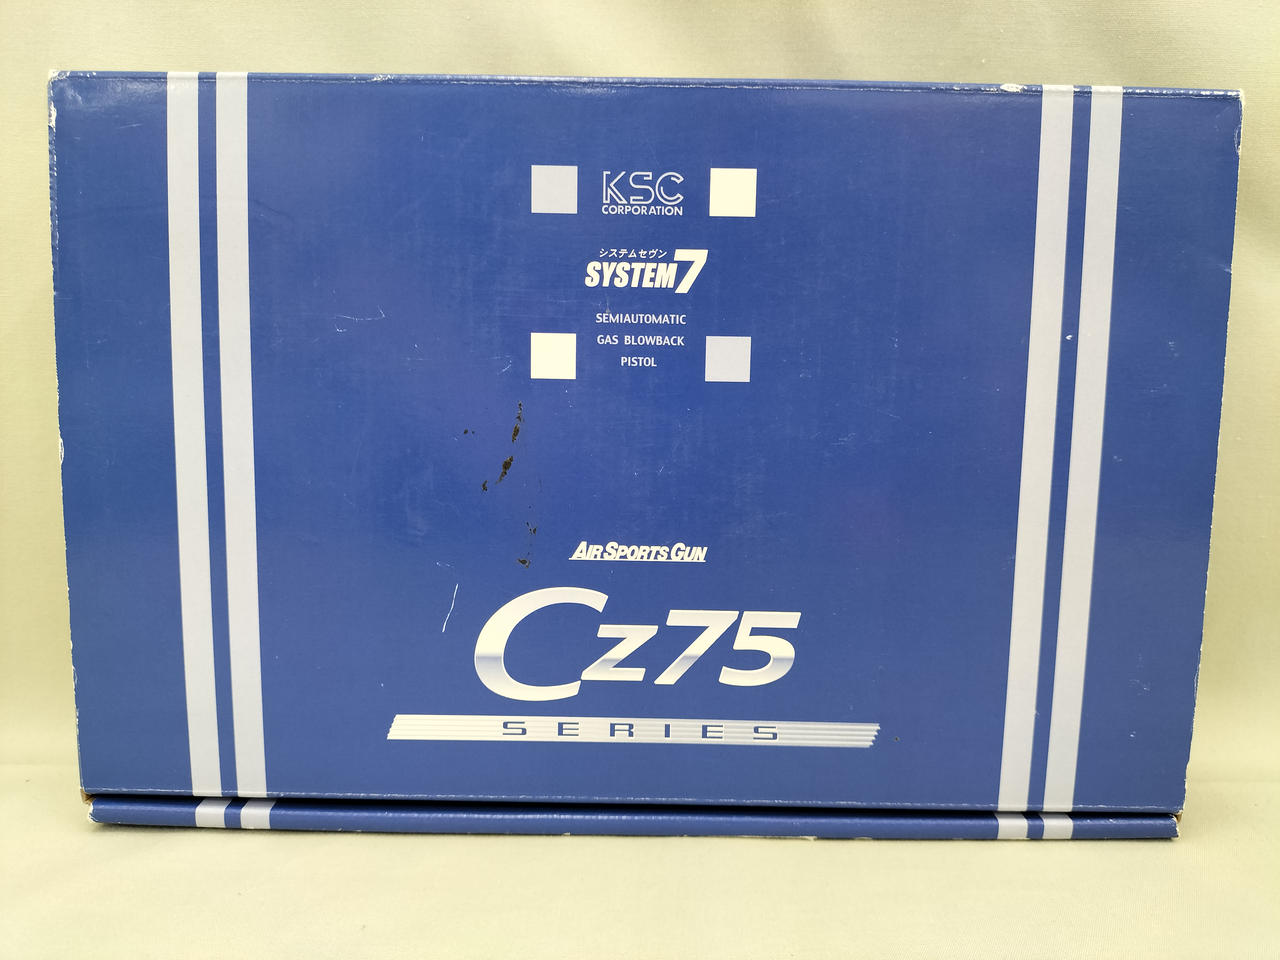 KSC
CORPORATION
システムセヴン
SYSTEM7
SEMIAUTOMATIC
GAS BLOWBACK
PISTOL
AIR SPORTS GUN
Cz75
SERIES